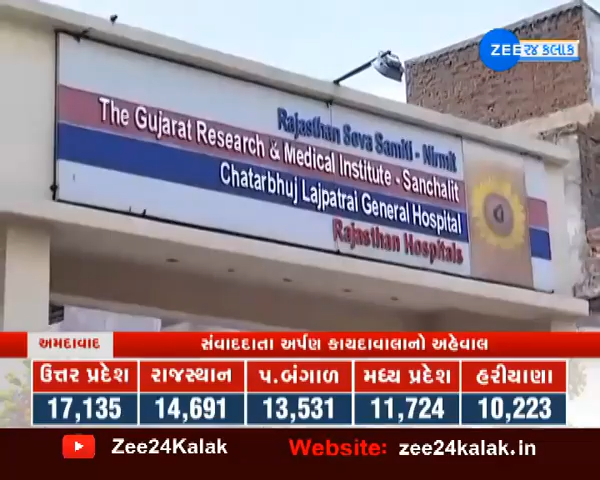 ZEE ૨૪ કલાક
Rajasthan Sova Samiti - Nirmit
The Gujarat Research & Medical Institute - Sanchalit
Chatarbhuj Lajpatrai General Hospital
Rajasthan Hospitals
અમદાવાદ
સંવાદદાતા અર્પણ કાયદાવાલાનો અહેવાલ
ઉત્તર પ્રદેશ રાજસ્થાન પ.બંગાળ મધ્ય પ્રદેશ હરીયાણા
17,135 14,691 13,531 11,724 10,223
Zee24Kalak Website: zee24kalak.in